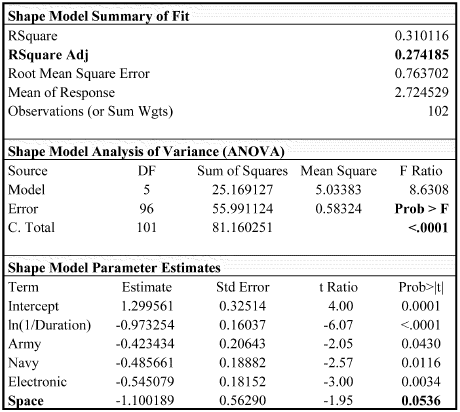 Shape Model Summary of Fit
RSquare 0.310116
RSquare Adj 0.274185
Root Mean Square Error 0.763702
Mean of Response 2.724529
Observations (or Sum Wgts) 102
Shape Model Analysis of Variance (ANOVA)
Source DF Sum of Squares Mean Square F Ratio
Model 5 25.169127 5.03383 8.6308
Error 96 55.991124 0.58324 Prob > F
C. Total 101 81.160251 <.0001
Shape Model Parameter Estimates
Term Estimate Std Error t Ratio Prob>|t|
Intercept 1.299561 0.32514 4.00 0.0001
ln(1/Duration) -0.973254 0.16037 -6.07 <.0001
Army -0.423434 0.20643 -2.05 0.0430
Navy -0.485661 0.18882 -2.57 0.0116
Electronic -0.545079 0.18152 -3.00 0.0034
Space -1.100189 0.56290 -1.95 0.0536